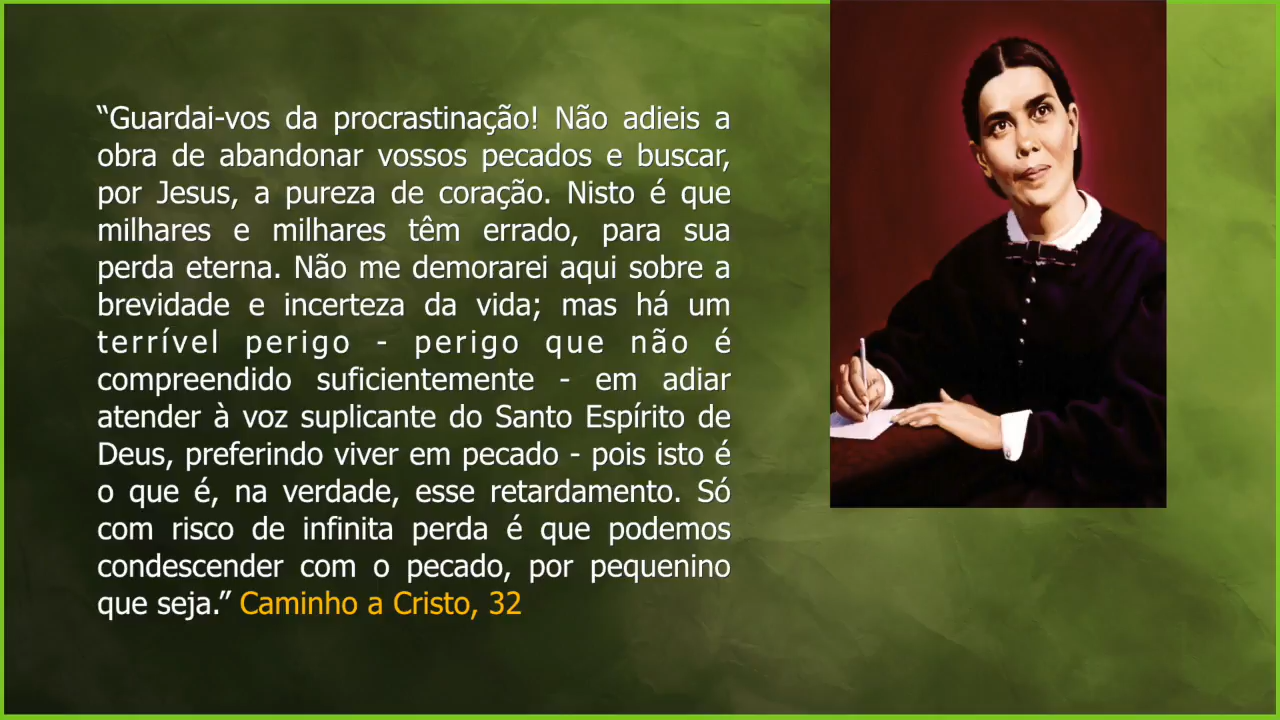 “Guardai-vos da procrastinação! Não adieis a
obra de abandonar vossos pecados e buscar,
por Jesus, a pureza de coração. Nisto é que
milhares e milhares têm errado, para sua
perda eterna. Não me demorarei aqui sobre a
brevidade e incerteza da vida; mas há um
terrível perigo - perigo que não é
compreendido suficientemente - em adiar
atender à voz suplicante do Santo Espírito de
Deus, preferindo viver em pecado - pois isto é
o que é, na verdade, esse retardamento. Só
com risco de infinita perda é que podemos
condescender com o pecado, por pequenino
que seja.” Caminho a Cristo, 32